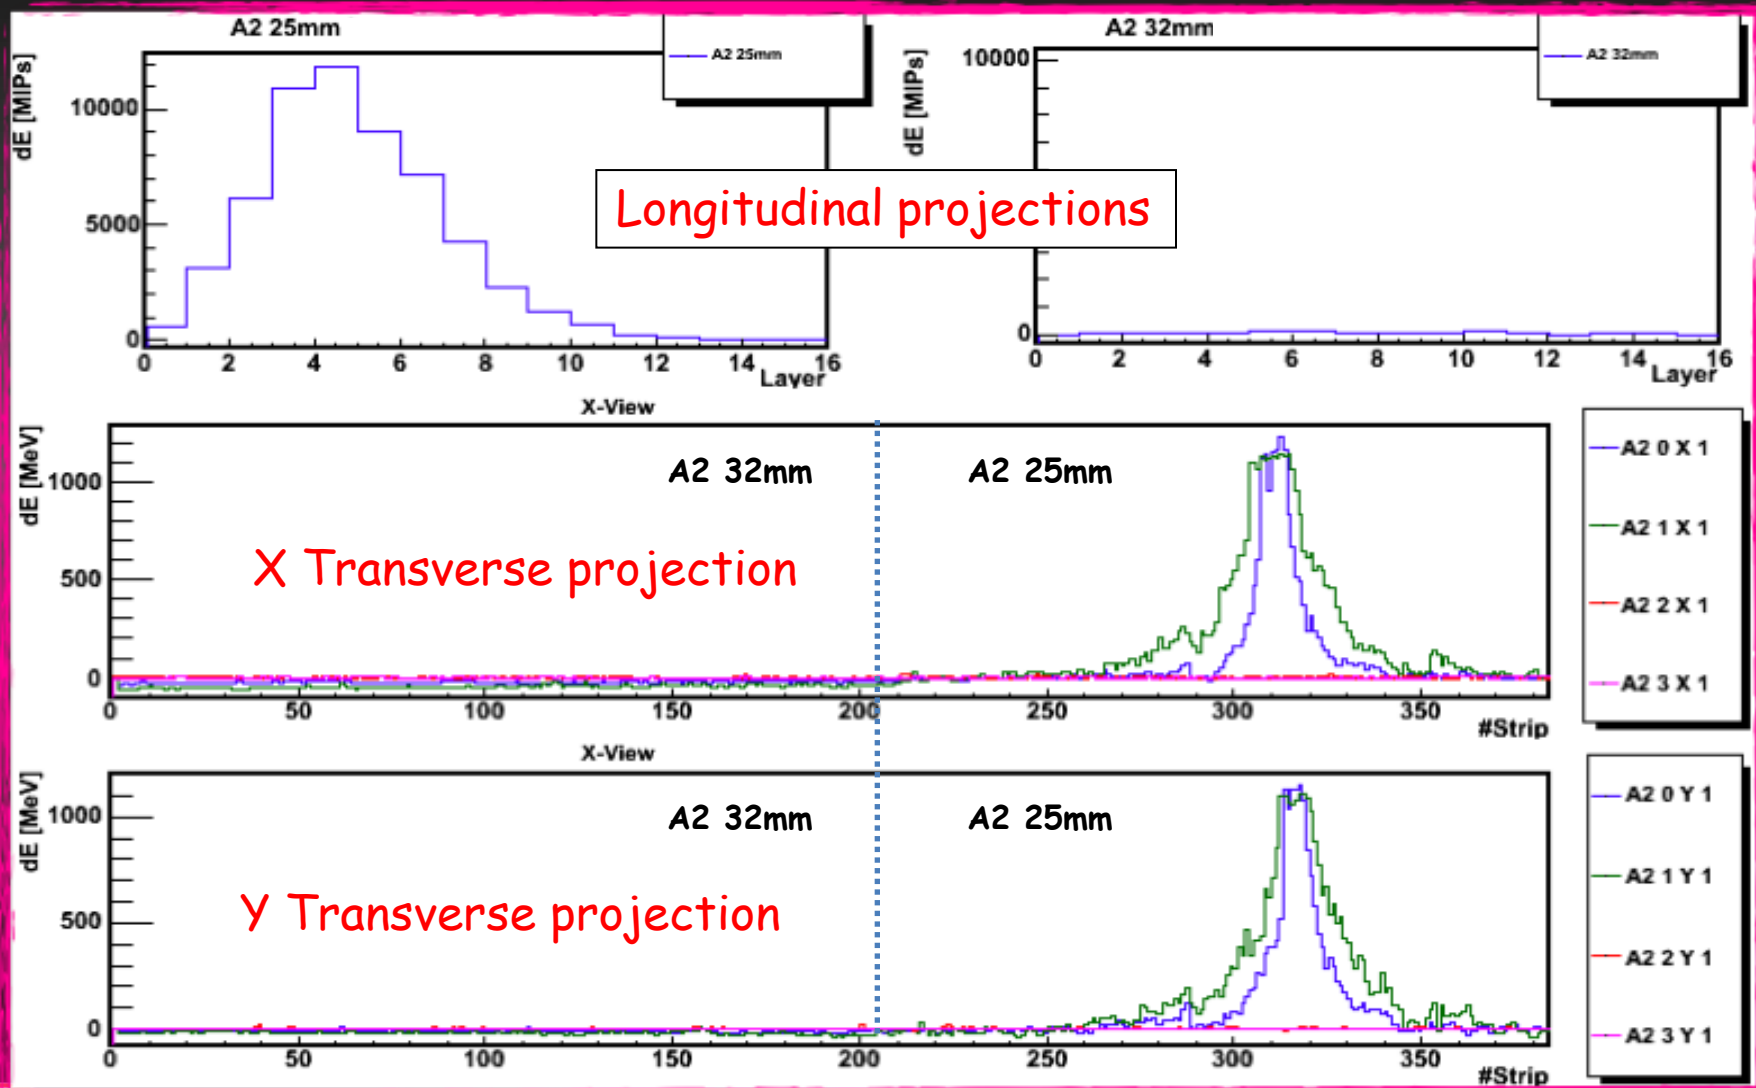 A2 25mm
A2 32mm
dE [MIPs]
A2 25mm
10000
5000
0
0 2 4 6 8 10 12 14 16
Layer
dE [MIPs]
A2 32mm
10000
0
0 2 4 6 8 10 12 14 16
Layer
Longitudinal projections
X-View
dE [MeV]
1000
500
0
A2 32mm
A2 25mm
X Transverse projection
0 50 100 150 200 250 300 350
#Strip
A2 0 X 1
A2 1 X 1
A2 2 X 1
A2 3 X 1
X-View
dE [MeV]
1000
500
0
A2 32mm
A2 25mm
Y Transverse projection
0 50 100 150 200 250 300 350
#Strip
A2 0 Y 1
A2 1 Y 1
A2 2 Y 1
A2 3 Y 1